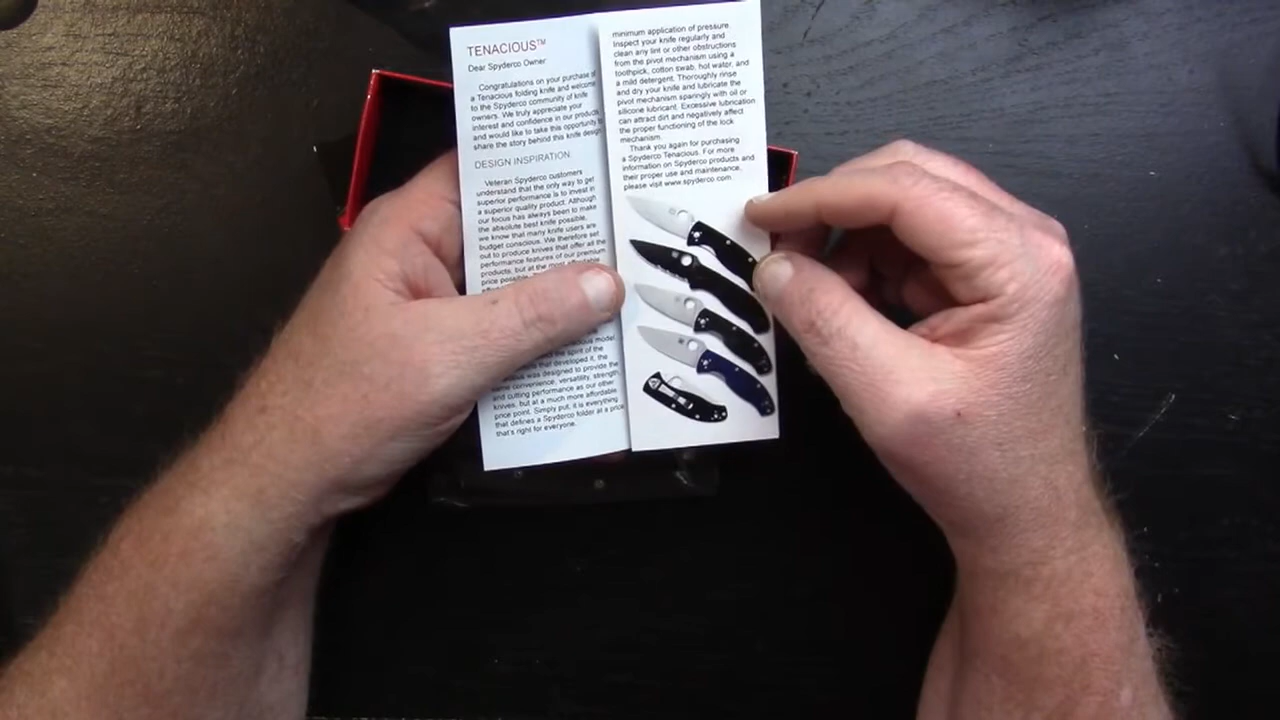 TENACIOUS™
Dear Spyderco Owner
Congratulations on your purchase of
a Tenacious folding knife and welcome
to the Spyderco community of knife
owners. We truly appreciate your
interest and confidence in our products
and would like to take this opportunity to
share the story behind this knife design.
DESIGN INSPIRATION
Veteran Spyderco customers
understand that the only way to get
superior performance is to invest in
a superior quality product. Although
our focus has always been to make
the absolute best knife possible,
we know that many knife users are
budget conscious. We therefore set
out to produce knives that offer all the
performance features of our premium
products, but at the most affordable
price possible.
model
the spirit of the
that developed it, the
was designed to provide the
same convenience, versatility, strength
and cutting performance as our other
knives, but at a much more affordable
price point. Simply put, it is everything
that defines a Spyderco folder at a price
that's right for everyone.
minimum application of pressure.
Inspect your knife regularly and
clean any lint or other obstructions
from the pivot mechanism using a
toothpick, cotton swab, hot water, and
a mild detergent. Thoroughly rinse
and dry your knife and lubricate the
pivot mechanism sparingly with oil or
silicone lubricant. Excessive lubrication
can attract dirt and negatively affect
the proper functioning of the lock
mechanism.
Thank you again for purchasing
a Spyderco Tenacious. For more
information on Spyderco products and
their proper use and maintenance,
please visit www.spyderco.com.